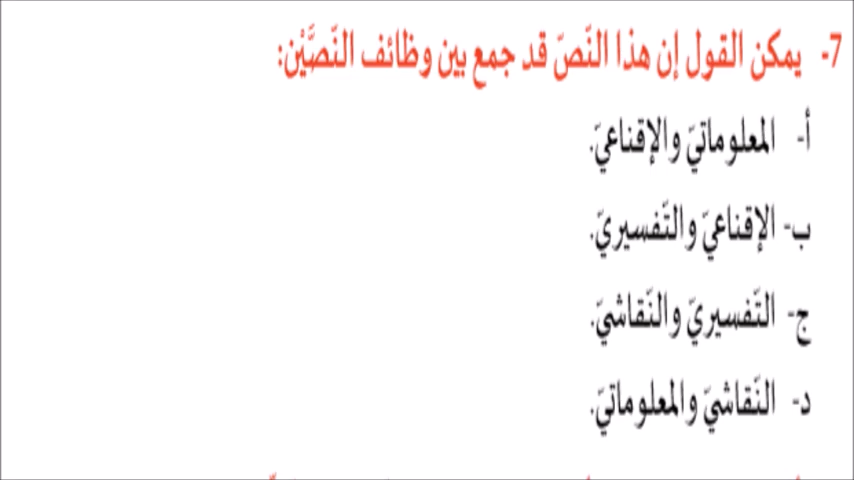 7- يمكن القول إن هذا النّصّ قد جمع بين وظائف النّصَّيْن:
أ- المعلوماتيّ والإقناعيّ.
ب- الإقناعيّ والتّفسيريّ.
ج- التّفسيريّ والنّقاشيّ.
د- النّقاشيّ والمعلوماتيّ.